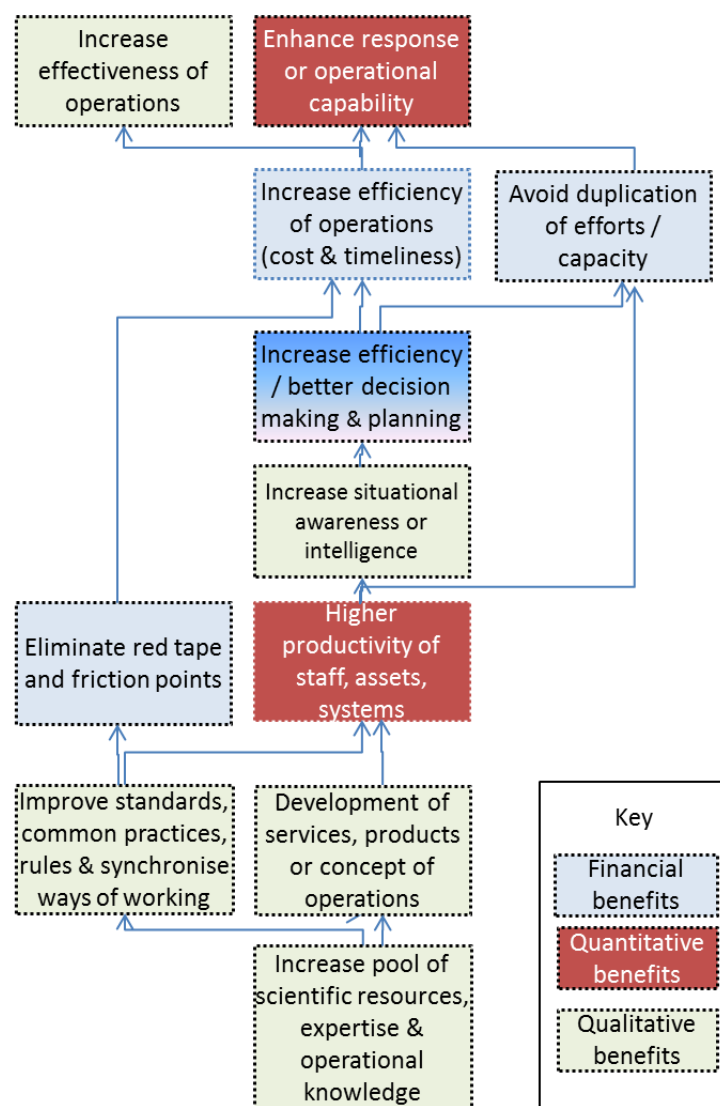 Increase
effectiveness of
operations
Enhance response
or operational
capability
Increase efficiency
of operations
(cost & timeliness)
Avoid duplication
of efforts /
capacity
Increase efficiency
/ better decision
making & planning
Increase situational
awareness or
intelligence
Eliminate red tape
and friction points
Higher
productivity of
staff, assets,
systems
Improve standards,
common practices,
rules & synchronise
ways of working
Development of
services, products
or concept of
operations
Increase pool of
scientific resources,
expertise &
operational
knowledge
Key
Financial
benefits
Quantitative
benefits
Qualitative
benefits